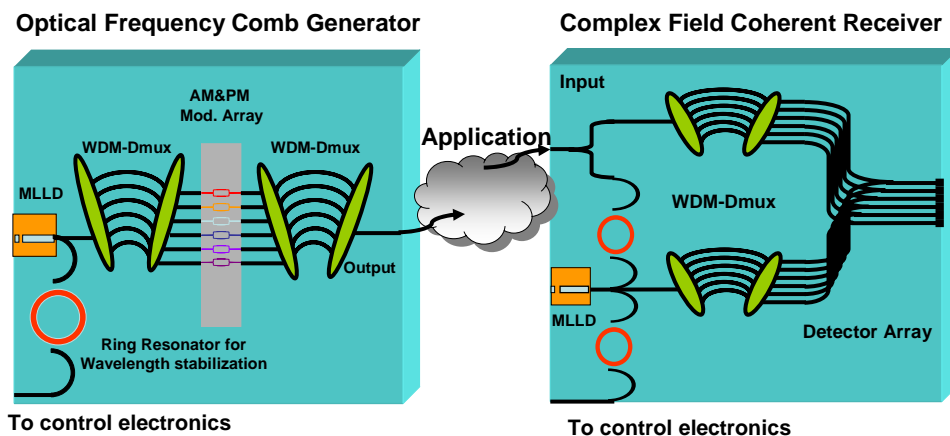 Optical Frequency Comb Generator
AM&PM
Mod. Array
WDM-Dmux
WDM-Dmux
MLLD
Output
Ring Resonator for
Wavelength stabilization
To control electronics
Application
Complex Field Coherent Receiver
Input
WDM-Dmux
MLLD
Detector Array
To control electronics